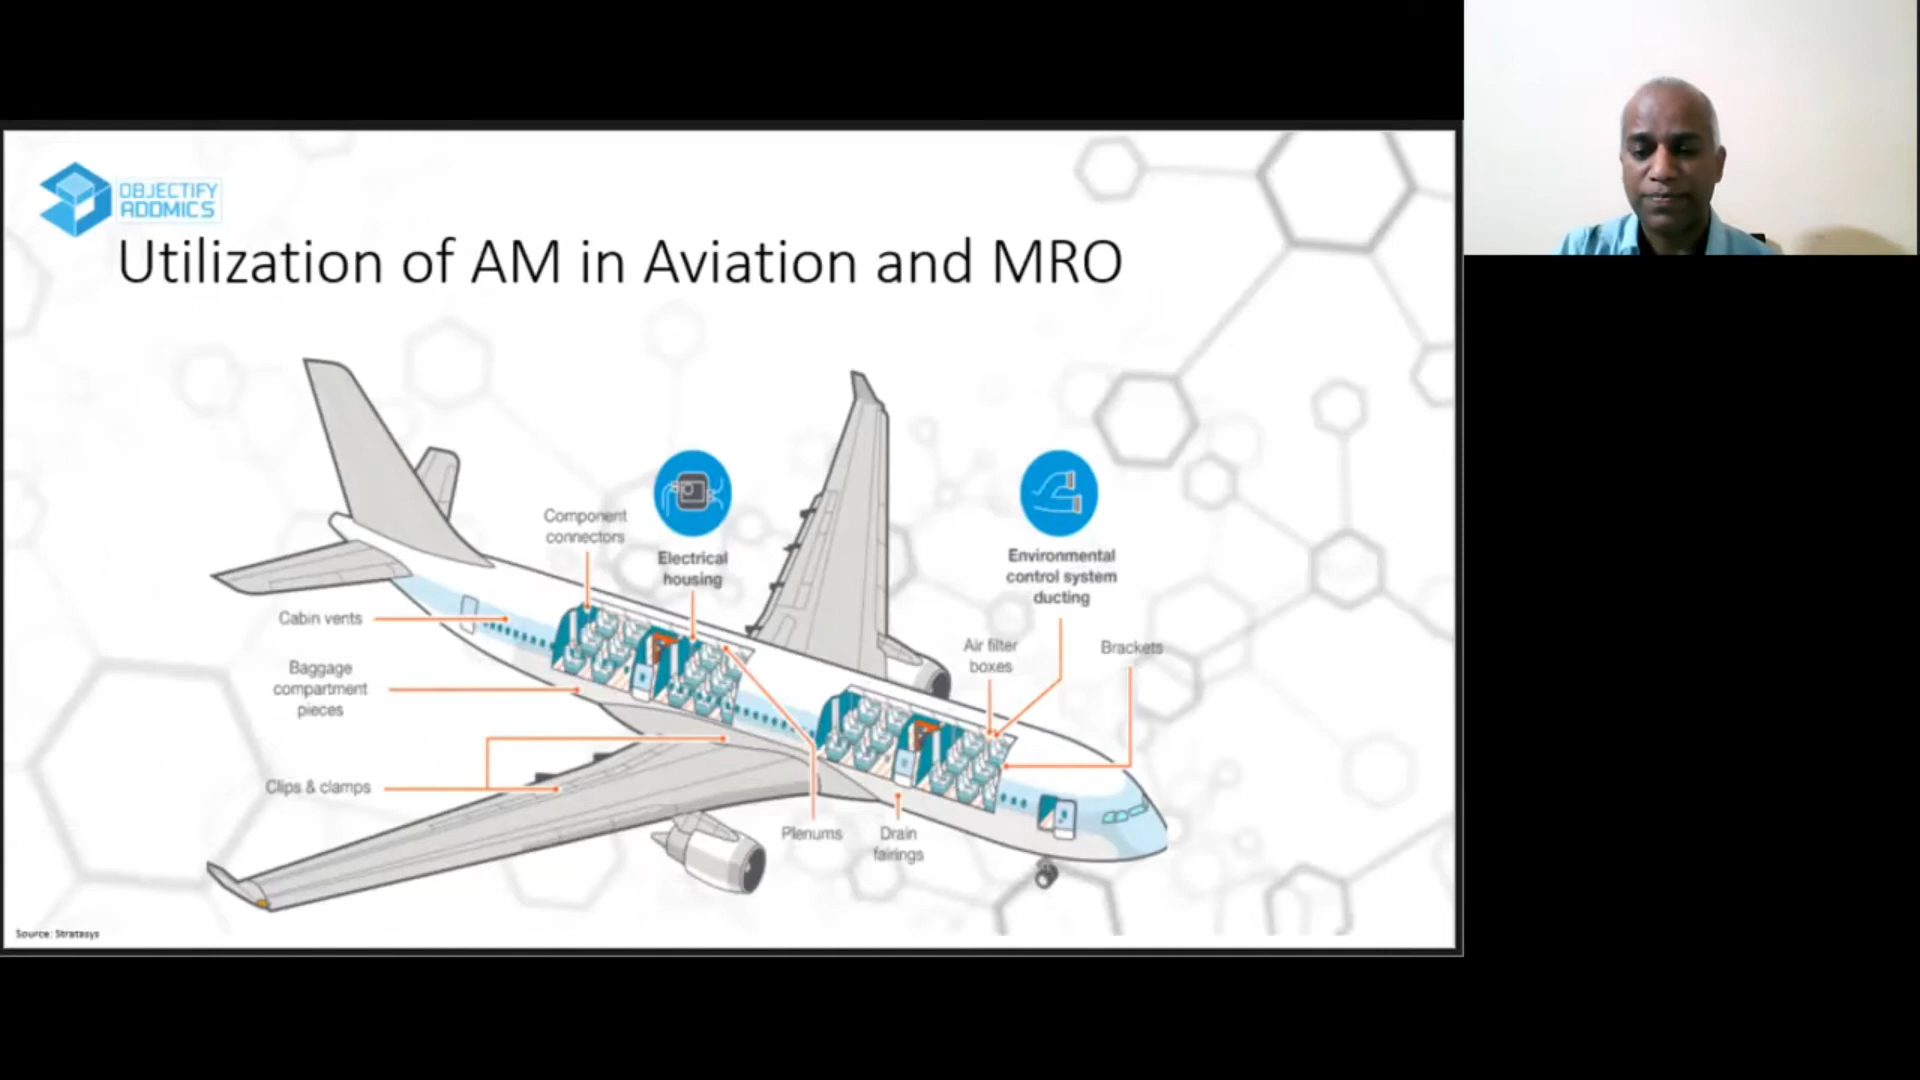 OBJECTIFY
ADDMICS
Utilization of AM in Aviation and MRO
Component
connectors
Electrical
housing
Environmental
control system
ducting
Cabin vents
Air filter
boxes
Brackets
Baggage
compartment
pieces
Clips & clamps
Plenums
Drain
fairings
Source: Stratasys